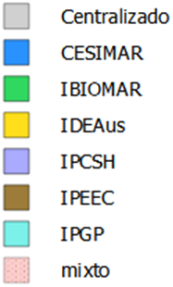 Centralizado
CESIMAR
IBIOMAR
IDEAus
IPCSH
IPEEC
IPGP
mixto